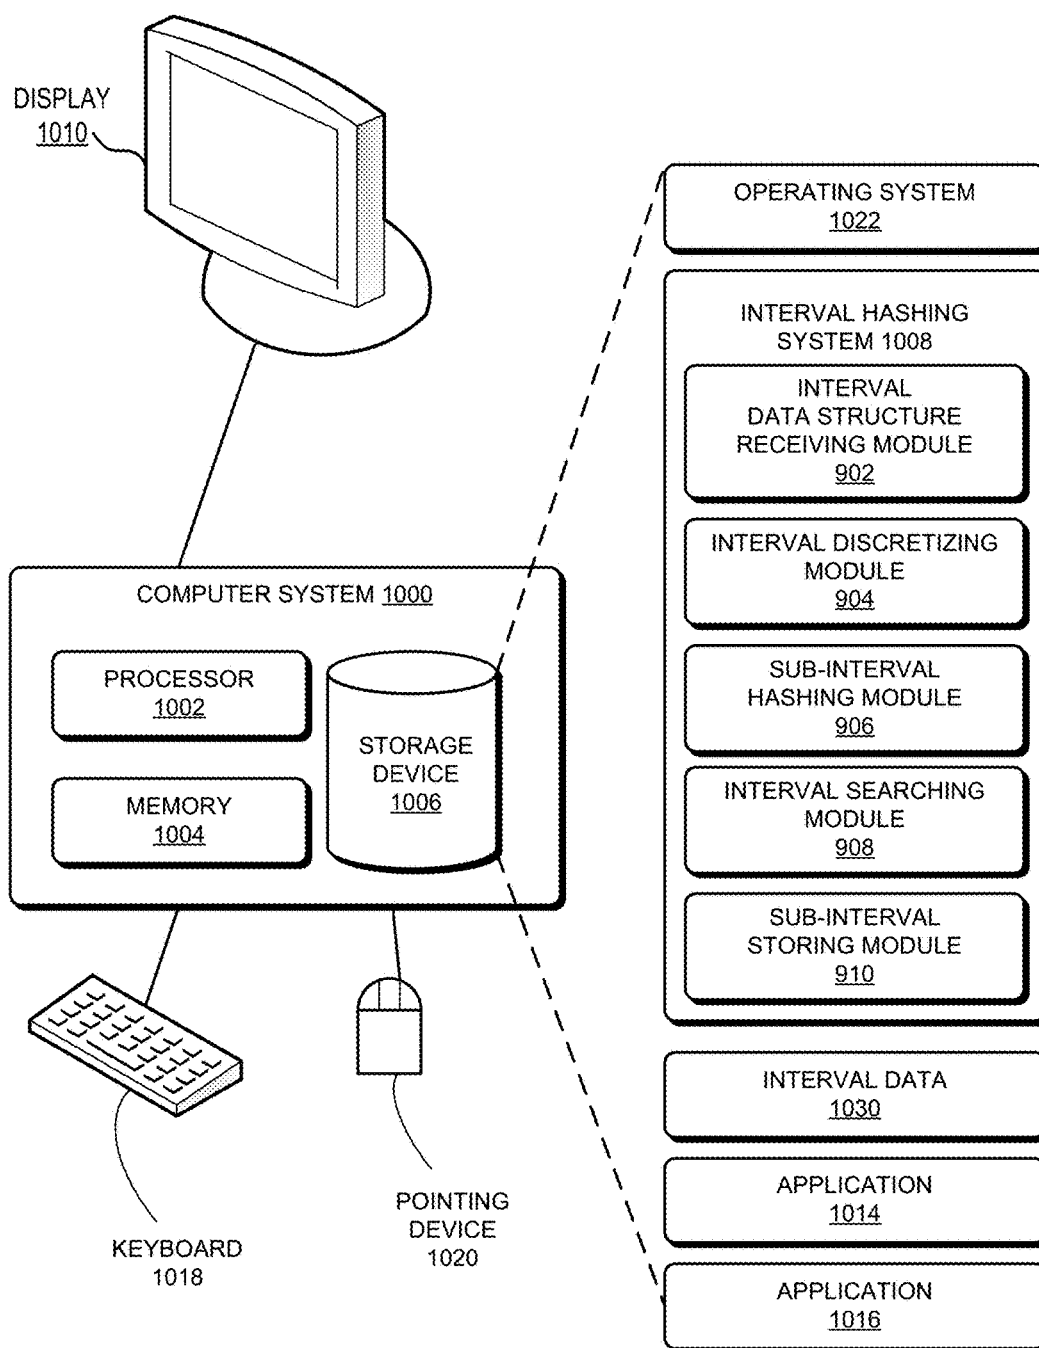 DISPLAY
1010
OPERATING SYSTEM
1022
INTERVAL HASHING
SYSTEM 1008
INTERVAL
DATA STRUCTURE
RECEIVING MODULE
902
INTERVAL DISCRETIZING
MODULE
904
SUB-INTERVAL
HASHING MODULE
906
INTERVAL SEARCHING
MODULE
908
SUB-INTERVAL
STORING MODULE
910
INTERVAL DATA
1030
APPLICATION
1014
APPLICATION
1016
COMPUTER SYSTEM 1000
PROCESSOR
1002
MEMORY
1004
STORAGE
DEVICE
1006
KEYBOARD
1018
POINTING
DEVICE
1020